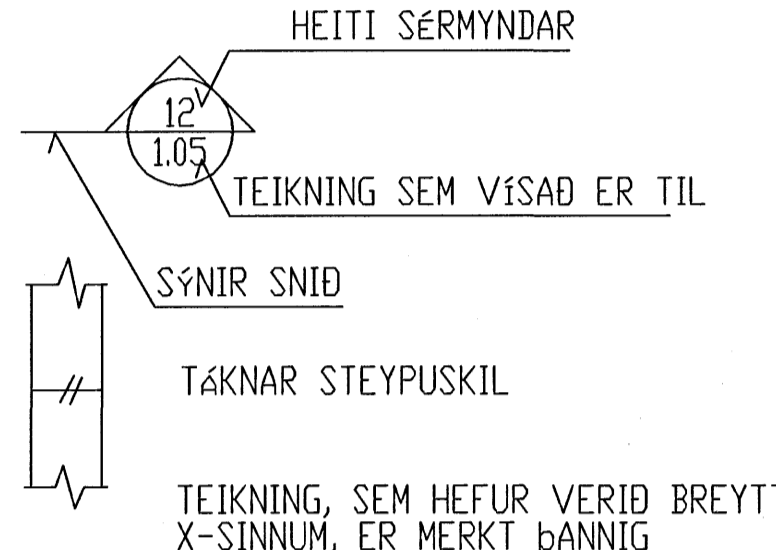 HEITI SÉRMYNDAR
12
1.05
TEIKNING SEM VÍSAÐ ER TIL
SÝNIR SNIÐ
TÁKNAR STEYPUSKIL
TEIKNING, SEM HEFUR VERIÐ BREYTT
X-SINNUM, ER MERKT ÞANNIG